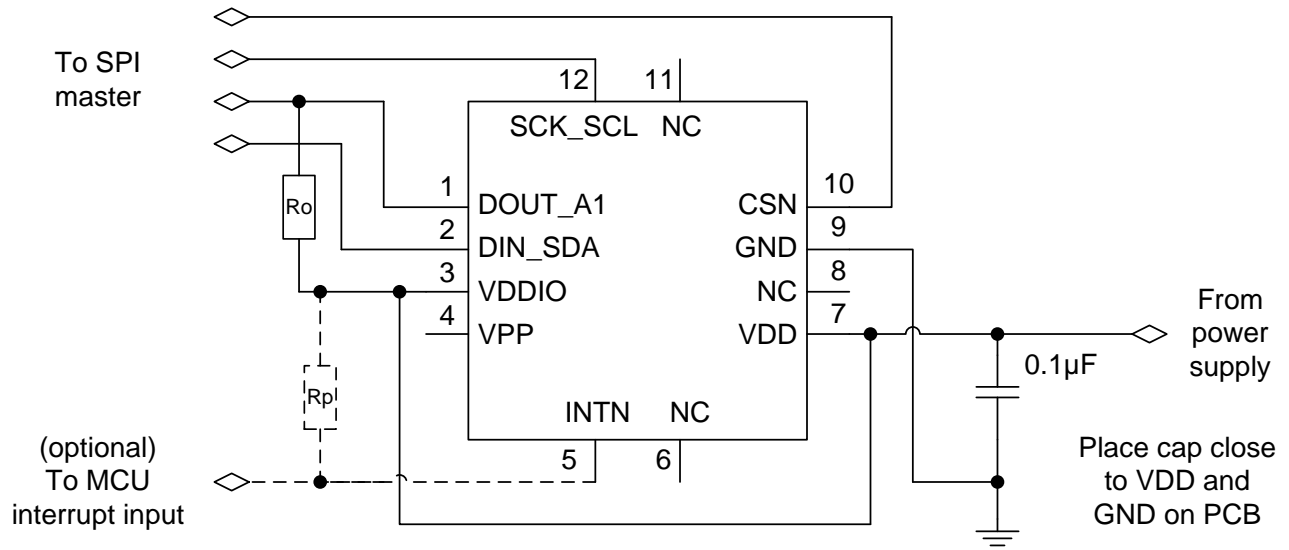 To SPI
master
12
11
SCK_SCL
NC
1
DOUT_A1
CSN
10
Ro
2
DIN_SDA
GND
9
3
VDDIO
NC
8
4
VPP
VDD
7
From
power
supply
0.1µF
Rp
INTN
NC
5
6
(optional)
To MCU
interrupt input
Place cap close
to VDD and
GND on PCB